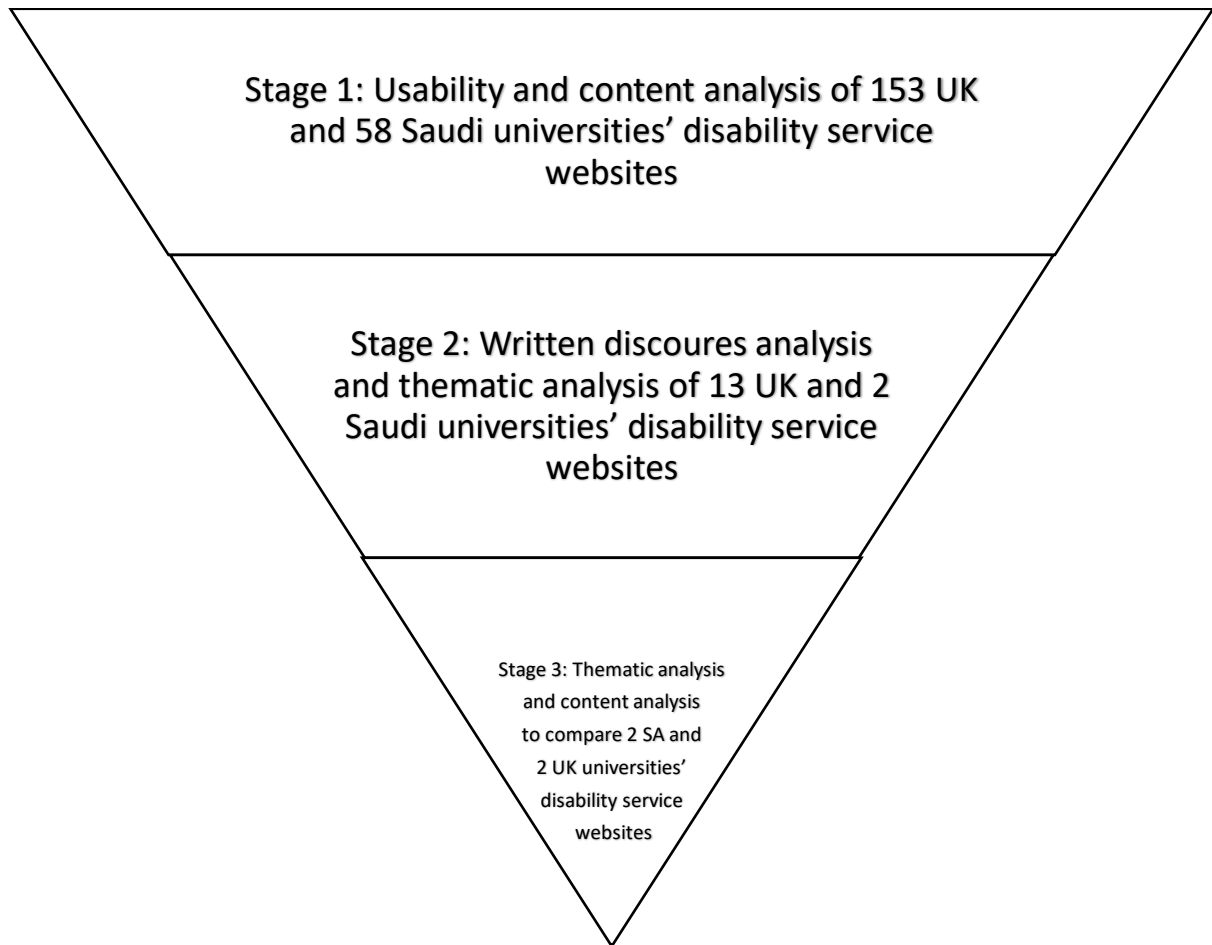 Stage 1: Usability and content analysis of 153 UK
and 58 Saudi universities’ disability service
websites
Stage 2: Written discoures analysis
and thematic analysis of 13 UK and 2
Saudi universities’ disability service
websites
Stage 3: Thematic analysis
and content analysis
to compare 2 SA and
2 UK universities’
disability service
websites